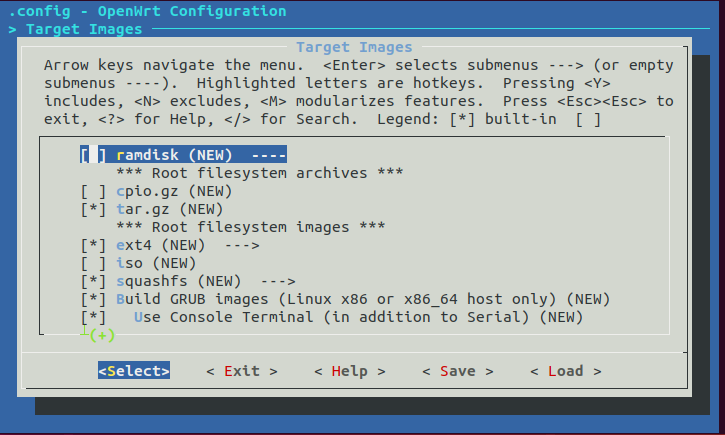 .config - OpenWrt Configuration
> Target Images
Target Images
Arrow keys navigate the menu.  <Enter> selects submenus ---> (or empty
submenus ----).  Highlighted letters are hotkeys.  Pressing <Y>
includes, <N> excludes, <M> modularizes features.  Press <Esc><Esc> to
exit, <?> for Help, </> for Search.  Legend: [*] built-in  [ ]
[ ] ramdisk (NEW)  ----
*** Root filesystem archives ***
[ ] cpio.gz (NEW)
[*] tar.gz (NEW)
*** Root filesystem images ***
[*] ext4 (NEW)  --->
[ ] iso (NEW)
[*] squashfs (NEW)  --->
[*] Build GRUB images (Linux x86 or x86_64 host only) (NEW)
[*]   Use Console Terminal (in addition to Serial) (NEW)
┴(+)
<Select>    < Exit >    < Help >    < Save >    < Load >